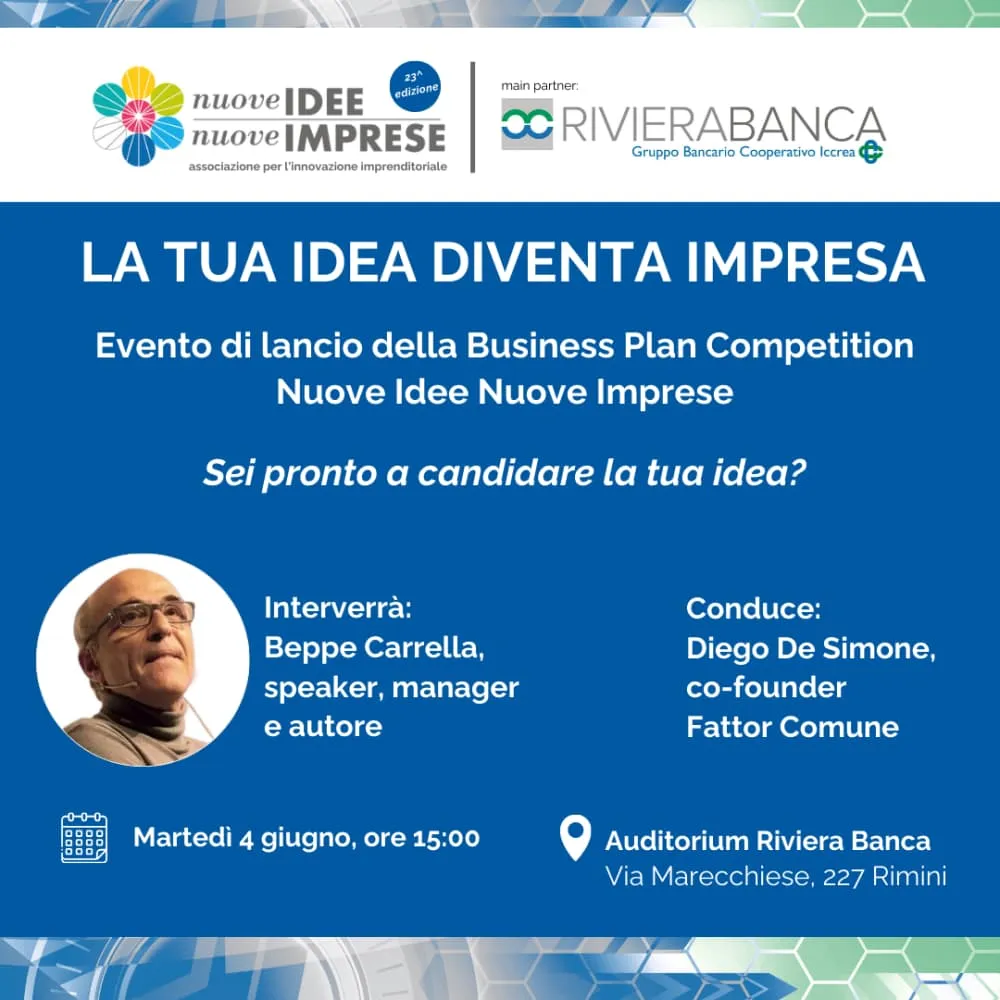 nuove IDEE
nuove IMPRESE
23^
edizione
associazione per l'innovazione imprenditoriale
main partner:
RIVIERABANCA
Gruppo Bancario Cooperativo Iccrea
LA TUA IDEA DIVENTA IMPRESA
Evento di lancio della Business Plan Competition
Nuove Idee Nuove Imprese
Sei pronto a candidare la tua idea?
Interverrà:
Beppe Carrella,
speaker, manager
e autore
Conduce:
Diego De Simone,
co-founder
Fattor Comune
Martedì 4 giugno, ore 15:00
Auditorium Riviera Banca
Via Marecchiese, 227 Rimini